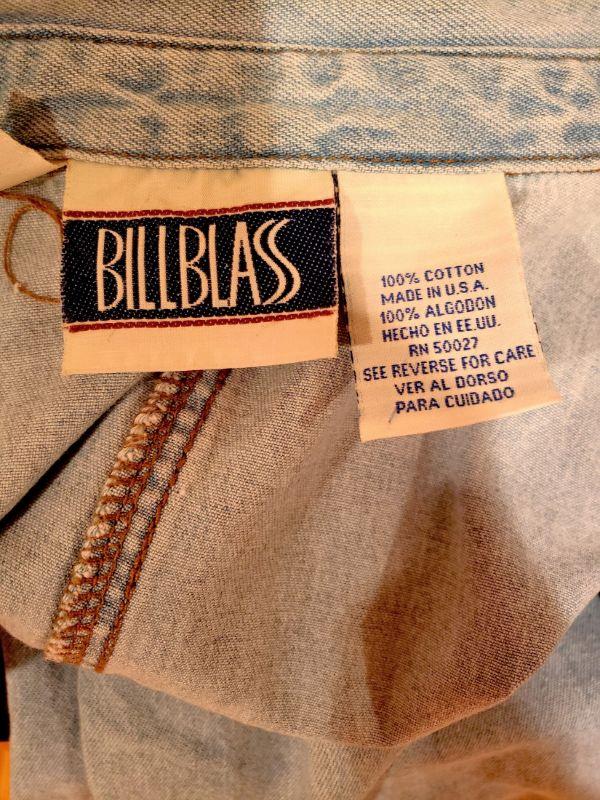 BILLBLASS
100% COTTON
MADE IN U.S.A.
100% ALGODON
HECHO EN EE.UU.
RN 50027
SEE REVERSE FOR CARE
VER AL DORSO
PARA CUIDADO